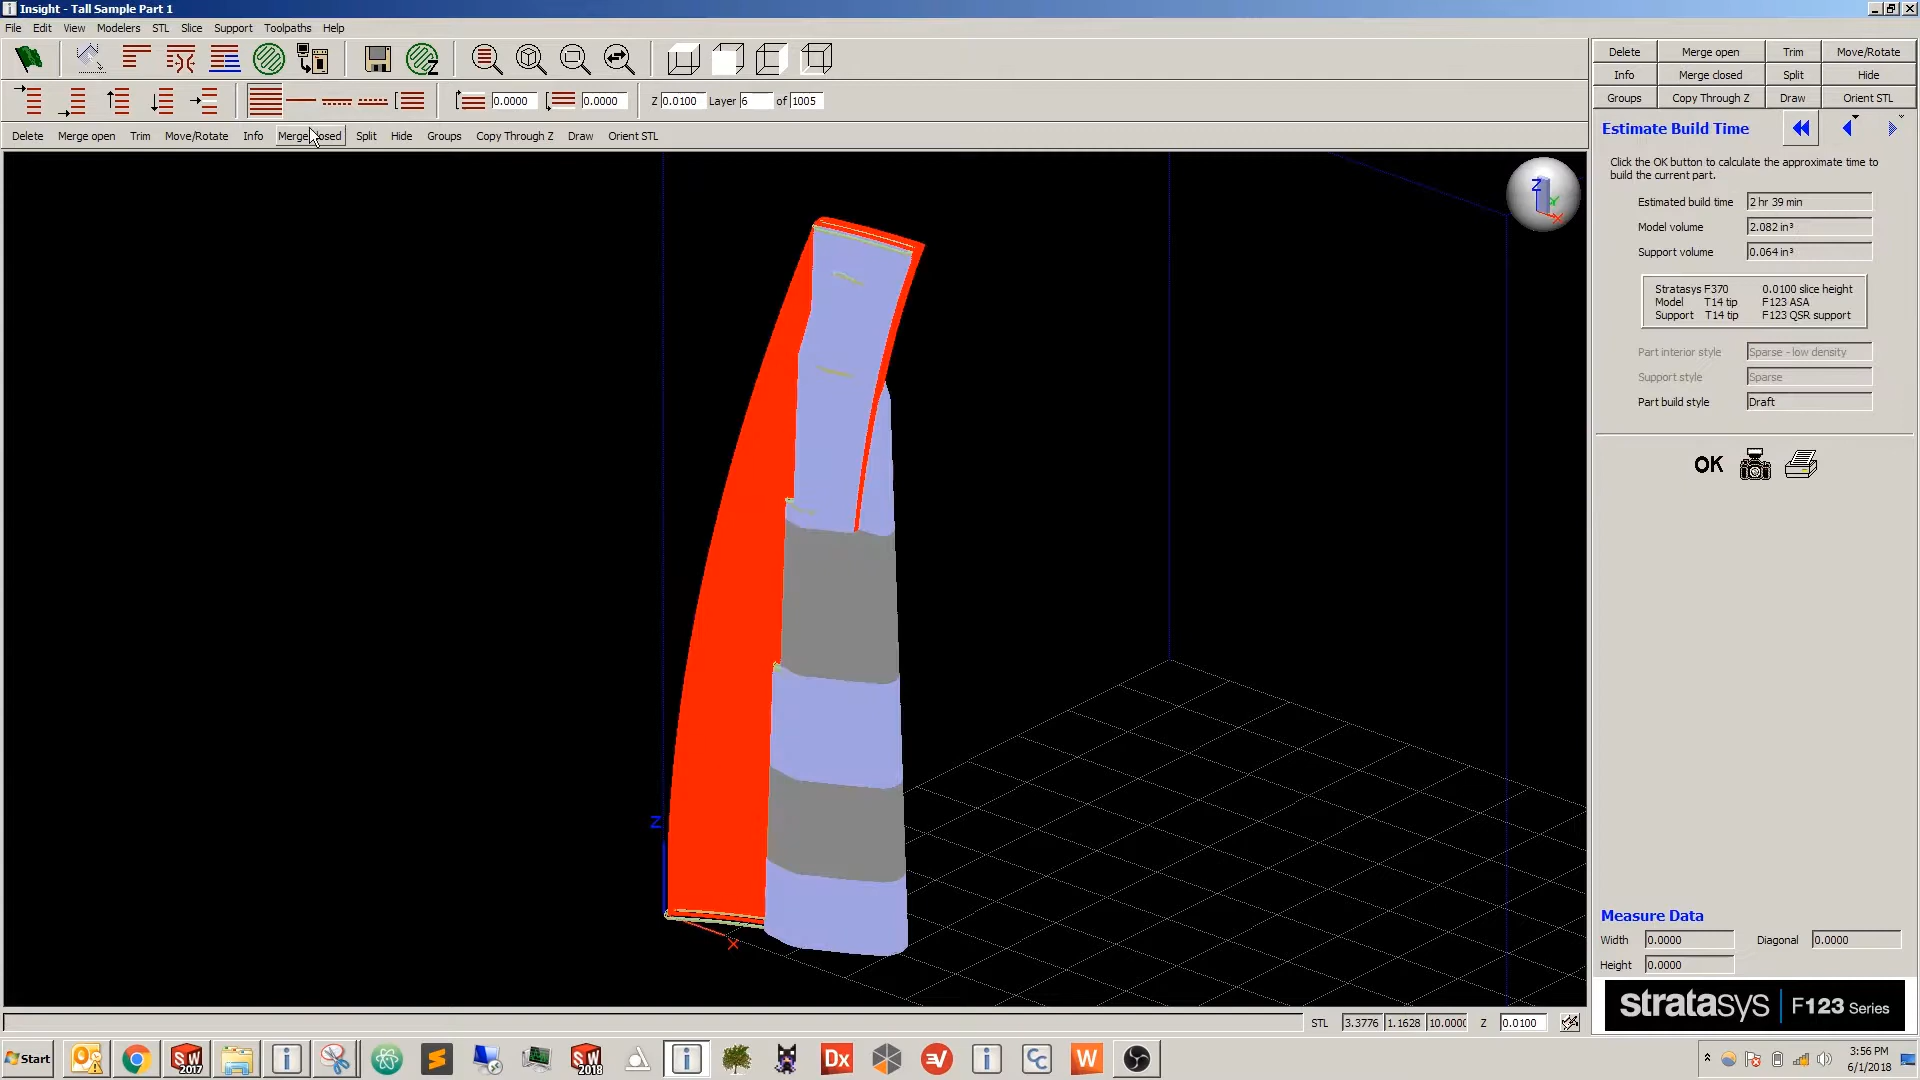 Insight - Tall Sample Part 1
File Edit View Modelers STL Slice Support Toolpaths Help
0.0000 0.0000 Z 0.0100 Layer 6 of 1005
Delete Merge open Trim Move/Rotate Info Merge closed Split Hide Groups Copy Through Z Draw Orient STL
Delete Merge open Trim Move/Rotate
Info Merge closed Split Hide
Groups Copy Through Z Draw Orient STL
Estimate Build Time
Click the OK button to calculate the approximate time to
build the current part.
Estimated build time 2 hr 39 min
Model volume 2.082 in³
Support volume 0.064 in³
Stratasys F370 0.0100 slice height
Model T14 tip F123 ASA
Support T14 tip F123 QSR support
Part interior style Sparse - low density
Support style Sparse
Part build style Draft
OK
Z
X
Z
Measure Data
Width 0.0000 Diagonal 0.0000
Height 0.0000
stratasys F123 Series
STL 3.3776 1.1628 10.0000 Z 0.0100
Start
SW
2017
SW
2018
Dx
CC
W
3:56 PM
6/1/2018